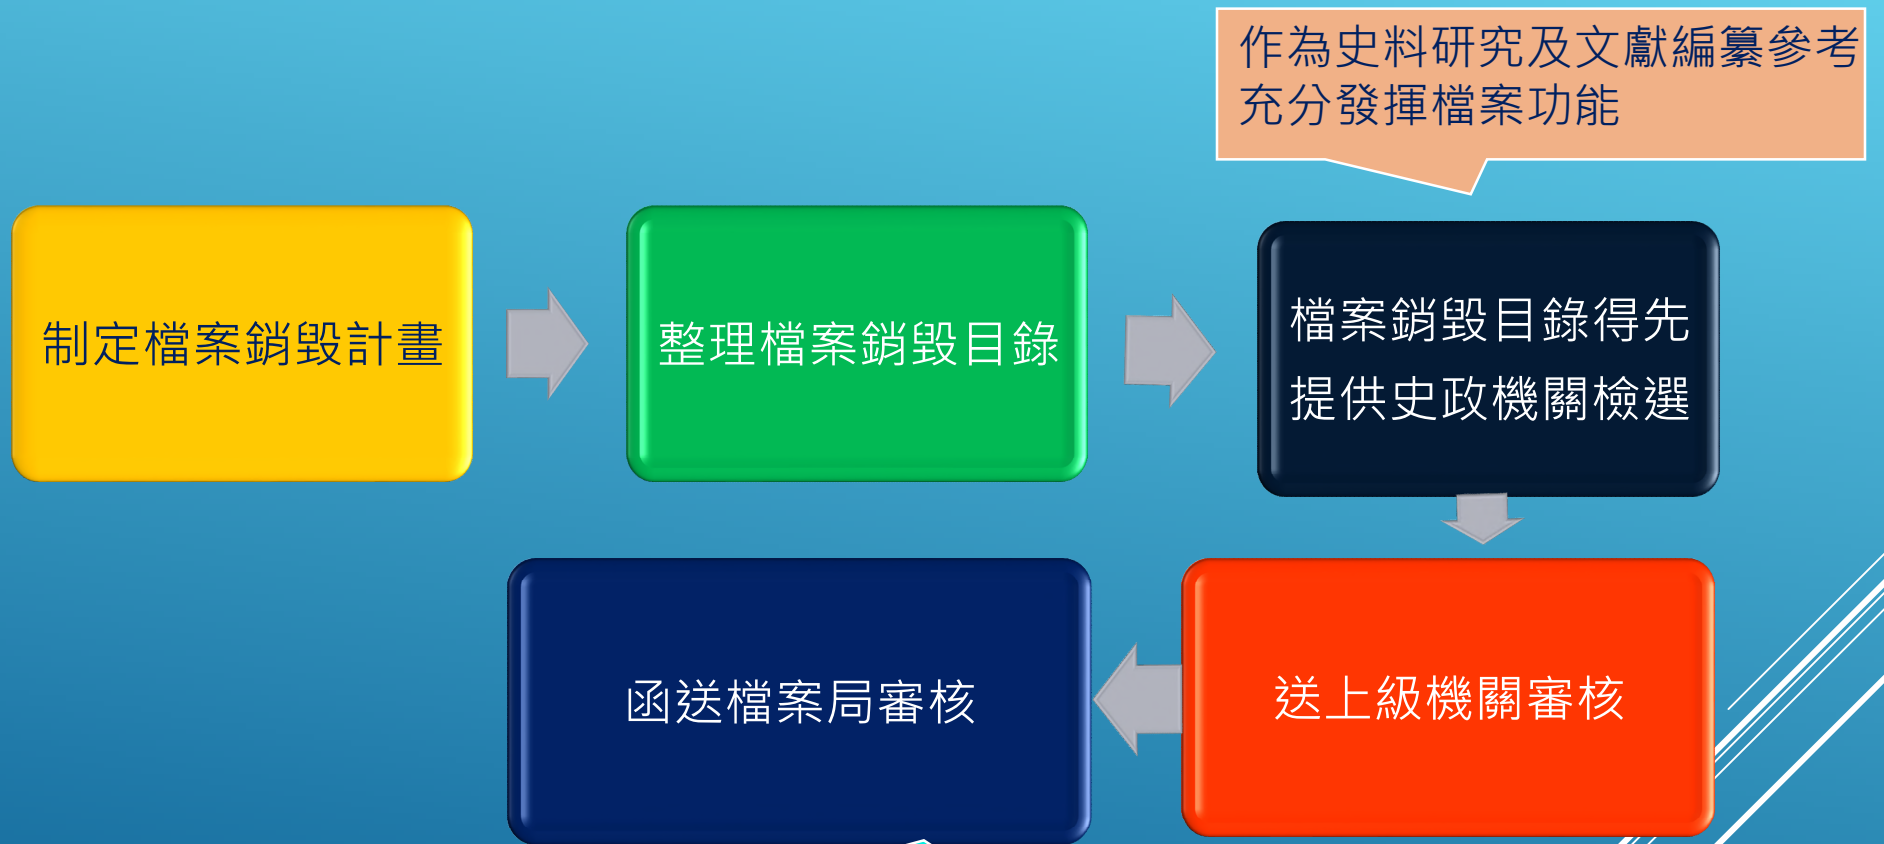 作為史料研究及文獻編纂參考
充分發揮檔案功能
制定檔案銷毀計畫
整理檔案銷毀目錄
檔案銷毀目錄得先
提供史政機關檢選
送上級機關審核
函送檔案局審核